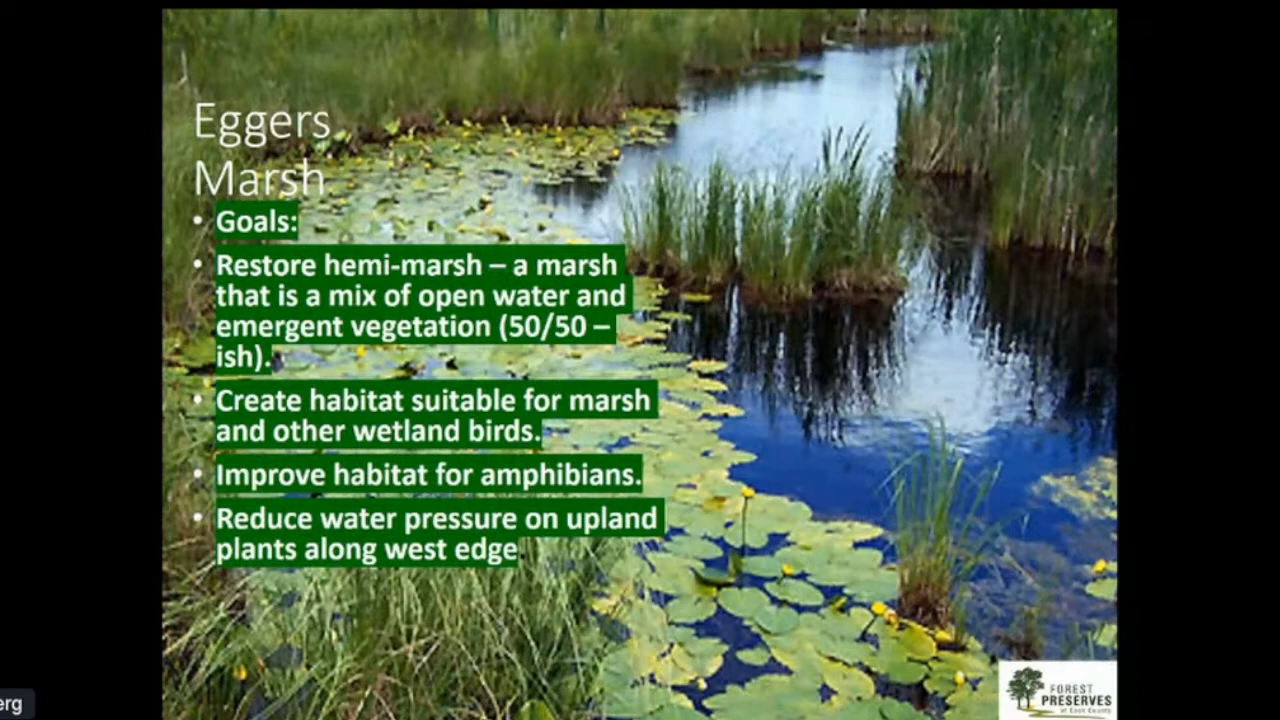 Eggers
Marsh
• Goals:
• Restore hemi-marsh – a marsh
that is a mix of open water and
emergent vegetation (50/50 –
ish).
• Create habitat suitable for marsh
and other wetland birds.
• Improve habitat for amphibians.
• Reduce water pressure on upland
plants along west edge.
erg
FOREST
PRESERVES
of Cook County